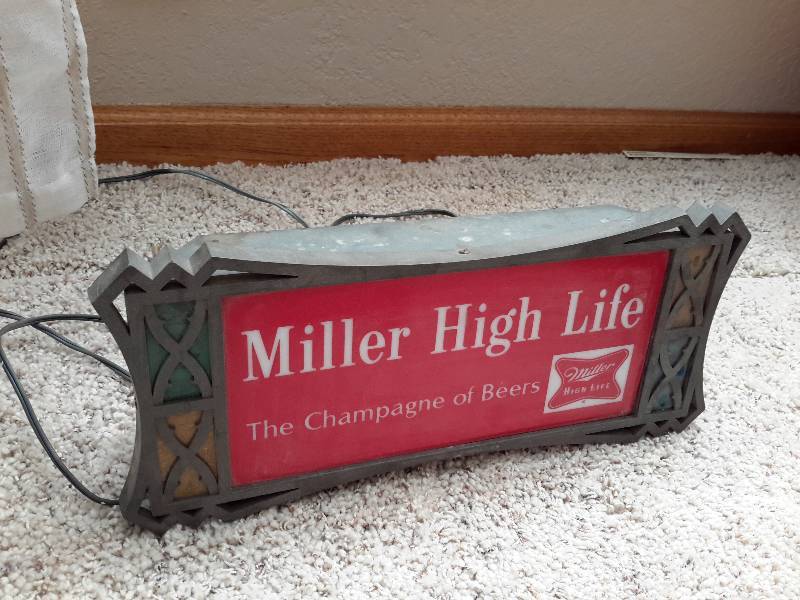 Miller High Life
The Champagne of Beers
Miller
HIGH LIFE